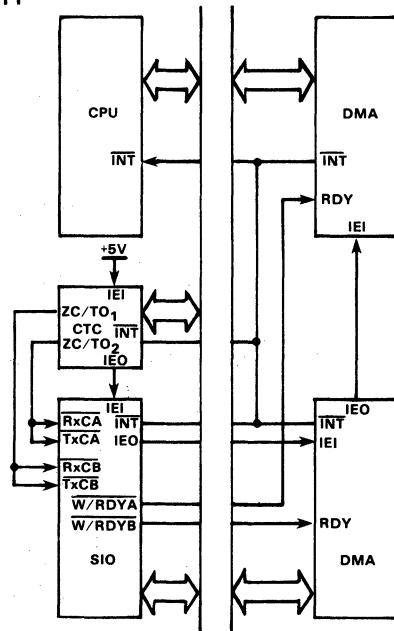 CPU
DMA
INT
INT
RDY
IEI
+5V
IEI
ZC/TO1
CTC INT
ZC/TO2
IEO
IEI
IEO
RxCA
INT
INT
TxCA
IEO
IEI
RxCB
TxCB
W/RDYA
W/RDYB
RDY
SIO
DMA